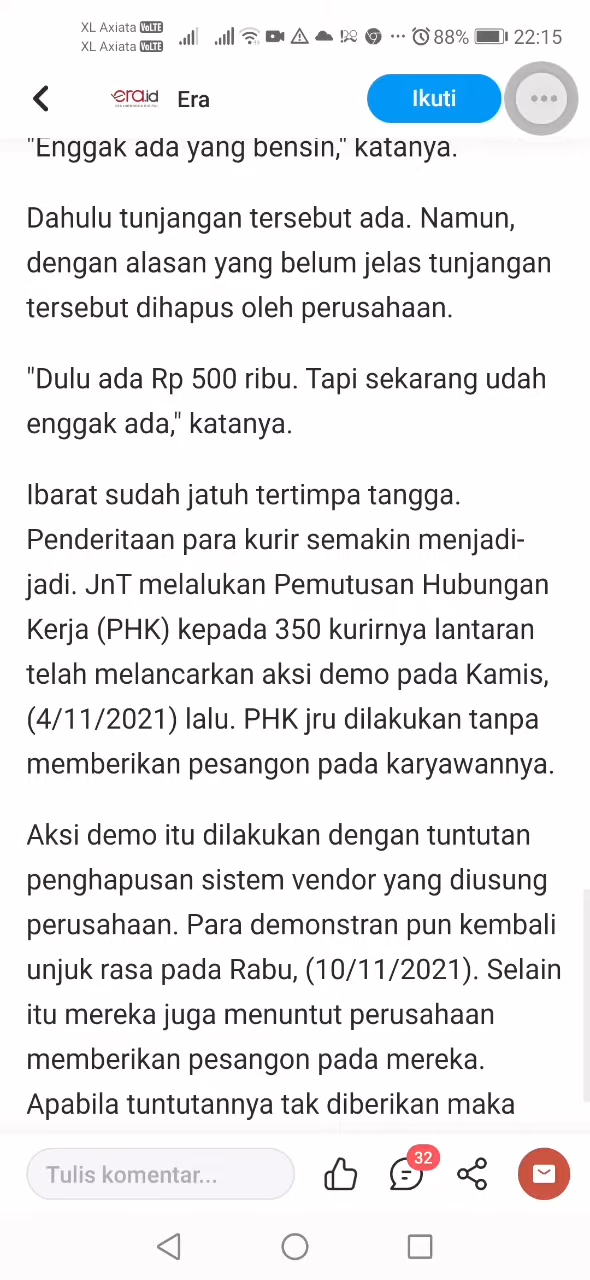 XL Axiata VoLTE
XL Axiata VoLTE
88% 22:15
era.id Era Ikuti
"Enggak ada yang bensin," katanya.
Dahulu tunjangan tersebut ada. Namun,
dengan alasan yang belum jelas tunjangan
tersebut dihapus oleh perusahaan.
"Dulu ada Rp 500 ribu. Tapi sekarang udah
enggak ada," katanya.
Ibarat sudah jatuh tertimpa tangga.
Penderitaan para kurir semakin menjadi-
jadi. JnT melalukan Pemutusan Hubungan
Kerja (PHK) kepada 350 kurirnya lantaran
telah melancarkan aksi demo pada Kamis,
(4/11/2021) lalu. PHK jru dilakukan tanpa
memberikan pesangon pada karyawannya.
Aksi demo itu dilakukan dengan tuntutan
penghapusan sistem vendor yang diusung
perusahaan. Para demonstran pun kembali
unjuk rasa pada Rabu, (10/11/2021). Selain
itu mereka juga menuntut perusahaan
memberikan pesangon pada mereka.
Apabila tuntutannya tak diberikan maka
Tulis komentar... 32